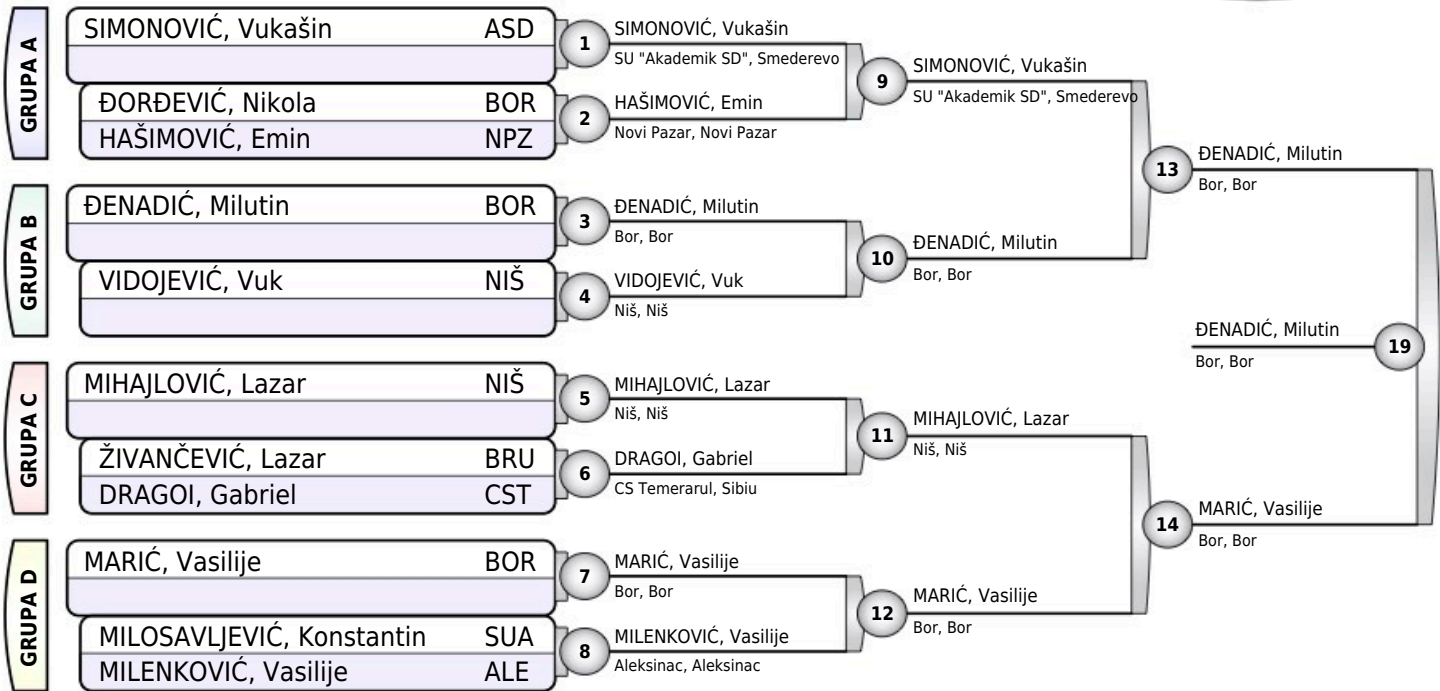 GRUPA A
SIMONOVIĆ, Vukašin ASD
ĐORĐEVIĆ, Nikola BOR
HAŠIMOVIĆ, Emin NPZ
GRUPA B
ĐENADIĆ, Milutin BOR
VIDOJEVIĆ, Vuk NIŠ
GRUPA C
MIHAJLOVIĆ, Lazar NIŠ
ŽIVANČEVIĆ, Lazar BRU
DRAGOI, Gabriel CST
GRUPA D
MARIĆ, Vasilije BOR
MILOSAVLJEVIĆ, Konstantin SUA
MILENKOVIĆ, Vasilije ALE
1
SIMONOVIĆ, Vukašin
SU "Akademik SD", Smederevo
2
HAŠIMOVIĆ, Emin
Novi Pazar, Novi Pazar
3
ĐENADIĆ, Milutin
Bor, Bor
4
VIDOJEVIĆ, Vuk
Niš, Niš
5
MIHAJLOVIĆ, Lazar
Niš, Niš
6
DRAGOI, Gabriel
CS Temerarul, Sibiu
7
MARIĆ, Vasilije
Bor, Bor
8
MILENKOVIĆ, Vasilije
Aleksinac, Aleksinac
9
SIMONOVIĆ, Vukašin
SU "Akademik SD", Smederevo
10
ĐENADIĆ, Milutin
Bor, Bor
11
MIHAJLOVIĆ, Lazar
Niš, Niš
12
MARIĆ, Vasilije
Bor, Bor
13
ĐENADIĆ, Milutin
Bor, Bor
14
MARIĆ, Vasilije
Bor, Bor
ĐENADIĆ, Milutin
Bor, Bor
19